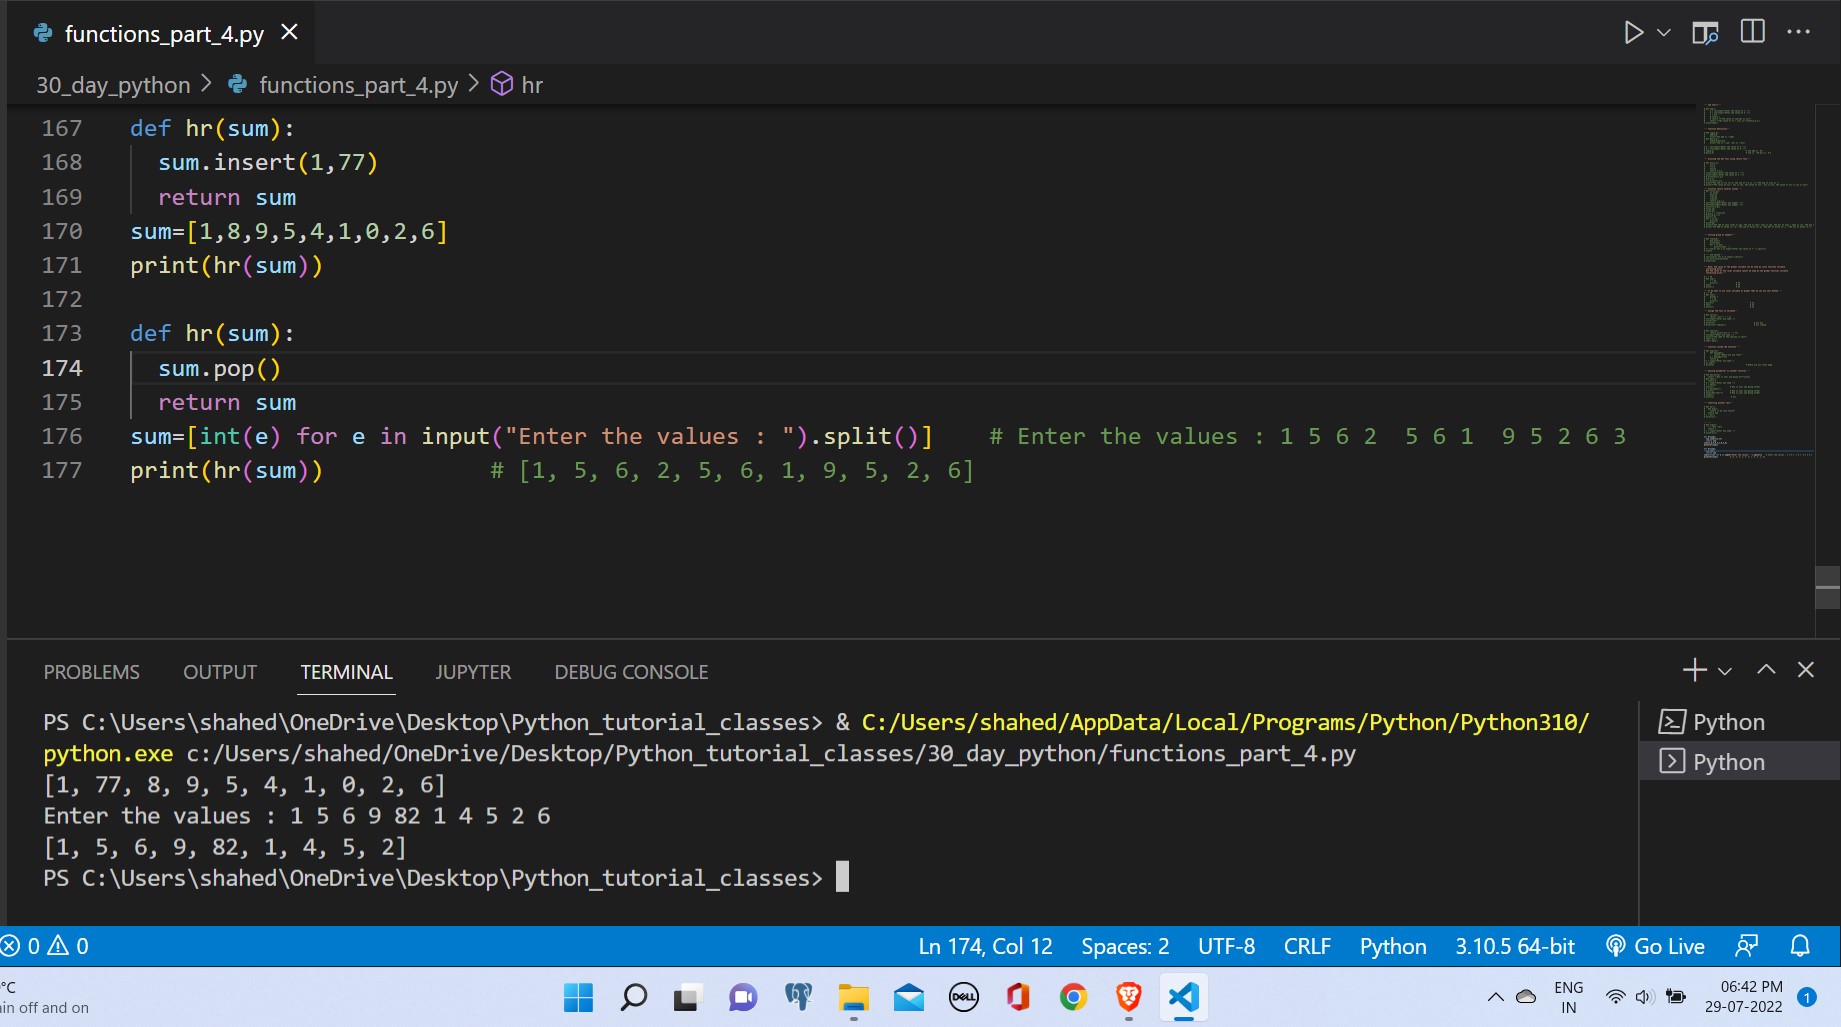 functions_part_4.py
30_day_python > functions_part_4.py > hr
167 def hr(sum):
168 sum.insert(1,77)
169 return sum
170 sum=[1,8,9,5,4,1,0,2,6]
171 print(hr(sum))
172
173 def hr(sum):
174 sum.pop()
175 return sum
176 sum=[int(e) for e in input("Enter the values : ").split()] # Enter the values : 1 5 6 2 5 6 1 9 5 2 6 3
177 print(hr(sum)) # [1, 5, 6, 2, 5, 6, 1, 9, 5, 2, 6]
PROBLEMS OUTPUT TERMINAL JUPYTER DEBUG CONSOLE
PS C:\Users\shahed\OneDrive\Desktop\Python_tutorial_classes> & C:/Users/shahed/AppData/Local/Programs/Python/Python310/
python.exe c:/Users/shahed/OneDrive/Desktop/Python_tutorial_classes/30_day_python/functions_part_4.py
[1, 77, 8, 9, 5, 4, 1, 0, 2, 6]
Enter the values : 1 5 6 9 82 1 4 5 2 6
[1, 5, 6, 9, 82, 1, 4, 5, 2]
PS C:\Users\shahed\OneDrive\Desktop\Python_tutorial_classes>
Python
Python
0 0 Ln 174, Col 12 Spaces: 2 UTF-8 CRLF Python 3.10.5 64-bit Go Live
°C
in off and on
DELL
ENG
IN
06:42 PM
29-07-2022
1